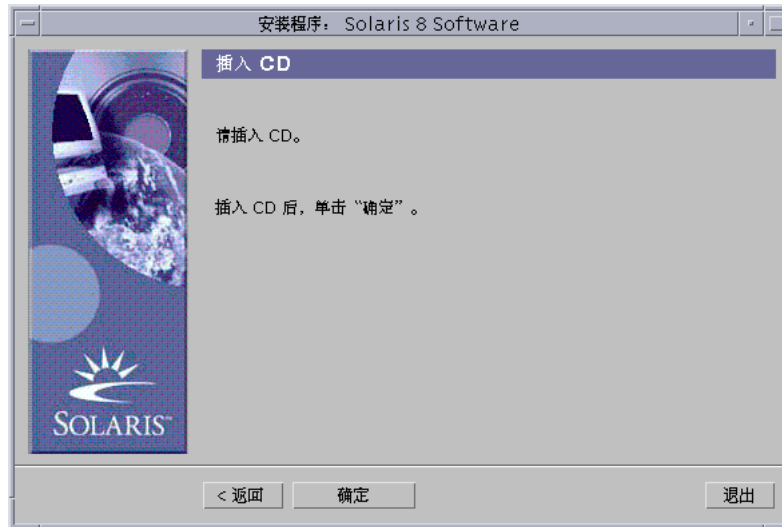 安装程序： Solaris 8 Software
插入 CD
请插入 CD。
插入 CD 后，单击“确定”。
SOLARIS™
< 返回
确定
退出